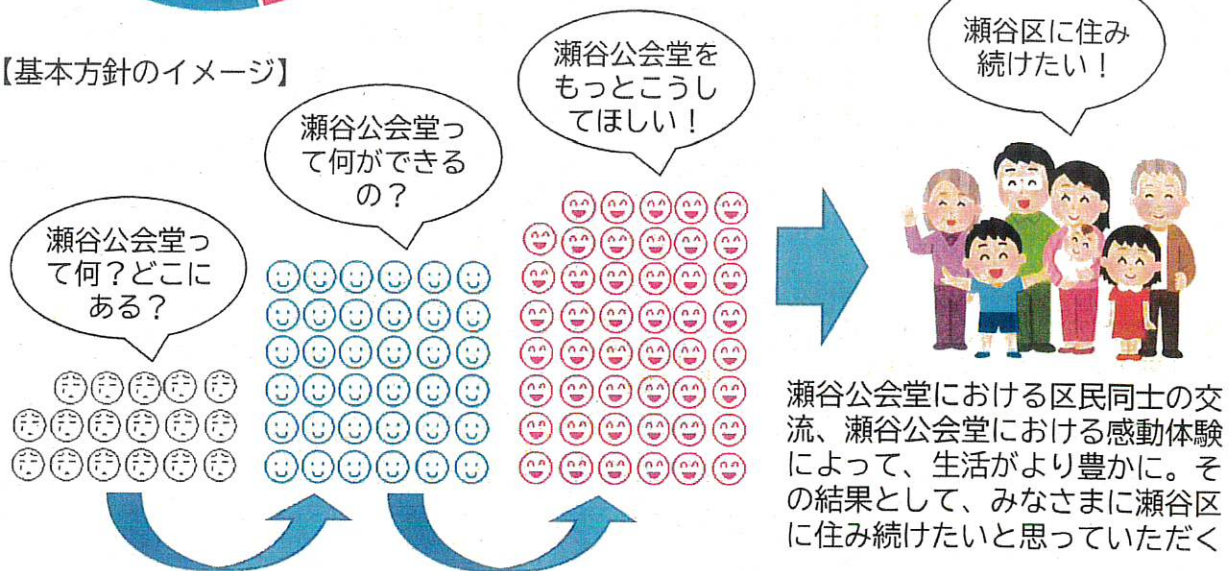 【基本方針のイメージ】
瀬谷公会堂っ
て何?どこに
ある?
瀬谷公会堂っ
て何ができる
の?
瀬谷公会堂を
もっとこうし
てほしい!
瀬谷区に住み
続けたい!
瀬谷公会堂における区民同士の交
流、瀬谷公会堂における感動体験
によって、生活がより豊かに。そ
の結果として、みなさまに瀬谷区
に住み続けたいと思っていただく